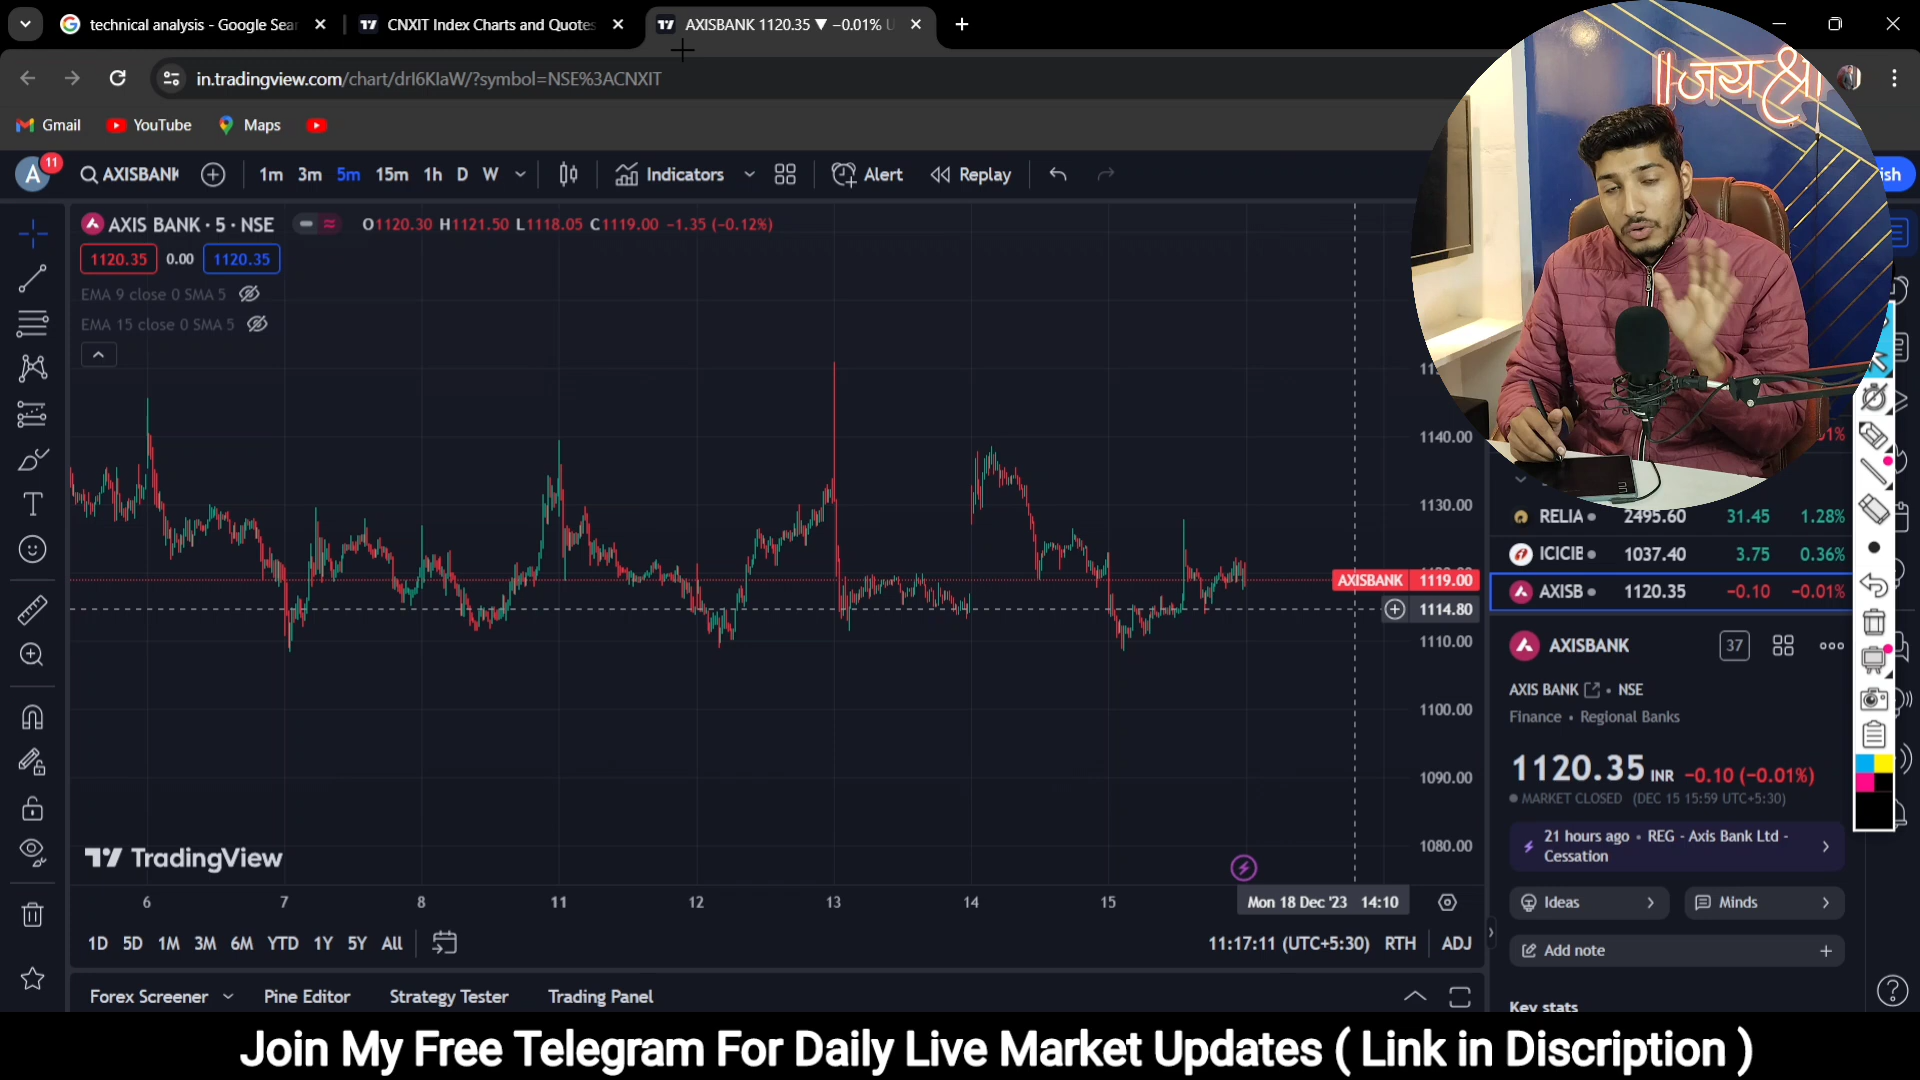 technical analysis - Google Sear
CNXIT Index Charts and Quotes
AXISBANK 1120.35 ▼ −0.01% U
in.tradingview.com/chart/drI6KIaW/?symbol=NSE%3ACNXIT
Gmail
YouTube
Maps
॥जय श्री
A
11
AXISBANK
1m 3m 5m 15m 1h D W
Indicators
Alert
Replay
ish
AXIS BANK · 5 · NSE
O1120.30 H1121.50 L1118.05 C1119.00 −1.35 (−0.12%)
1120.35 0.00 1120.35
EMA 9 close 0 SMA 5
EMA 15 close 0 SMA 5
1140.00
1130.00
AXISBANK 1119.00
1114.80
1110.00
1100.00
1090.00
1080.00
TradingView
6 7 8 11 12 13 14 15
Mon 18 Dec '23 14:10
1D 5D 1M 3M 6M YTD 1Y 5Y All
11:17:11 (UTC+5:30) RTH ADJ
Forex Screener
Pine Editor
Strategy Tester
Trading Panel
RELIA 2495.60 31.45 1.28%
ICICIE 1037.40 3.75 0.36%
AXISB 1120.35 −0.10 −0.01%
AXISBANK
37
AXIS BANK • NSE
Finance • Regional Banks
1120.35 INR −0.10 (−0.01%)
MARKET CLOSED (DEC 15 15:59 UTC+5:30)
21 hours ago • REG - Axis Bank Ltd -
Cessation
Ideas
Minds
Add note
Key stats
Join My Free Telegram For Daily Live Market Updates ( Link in Discription )